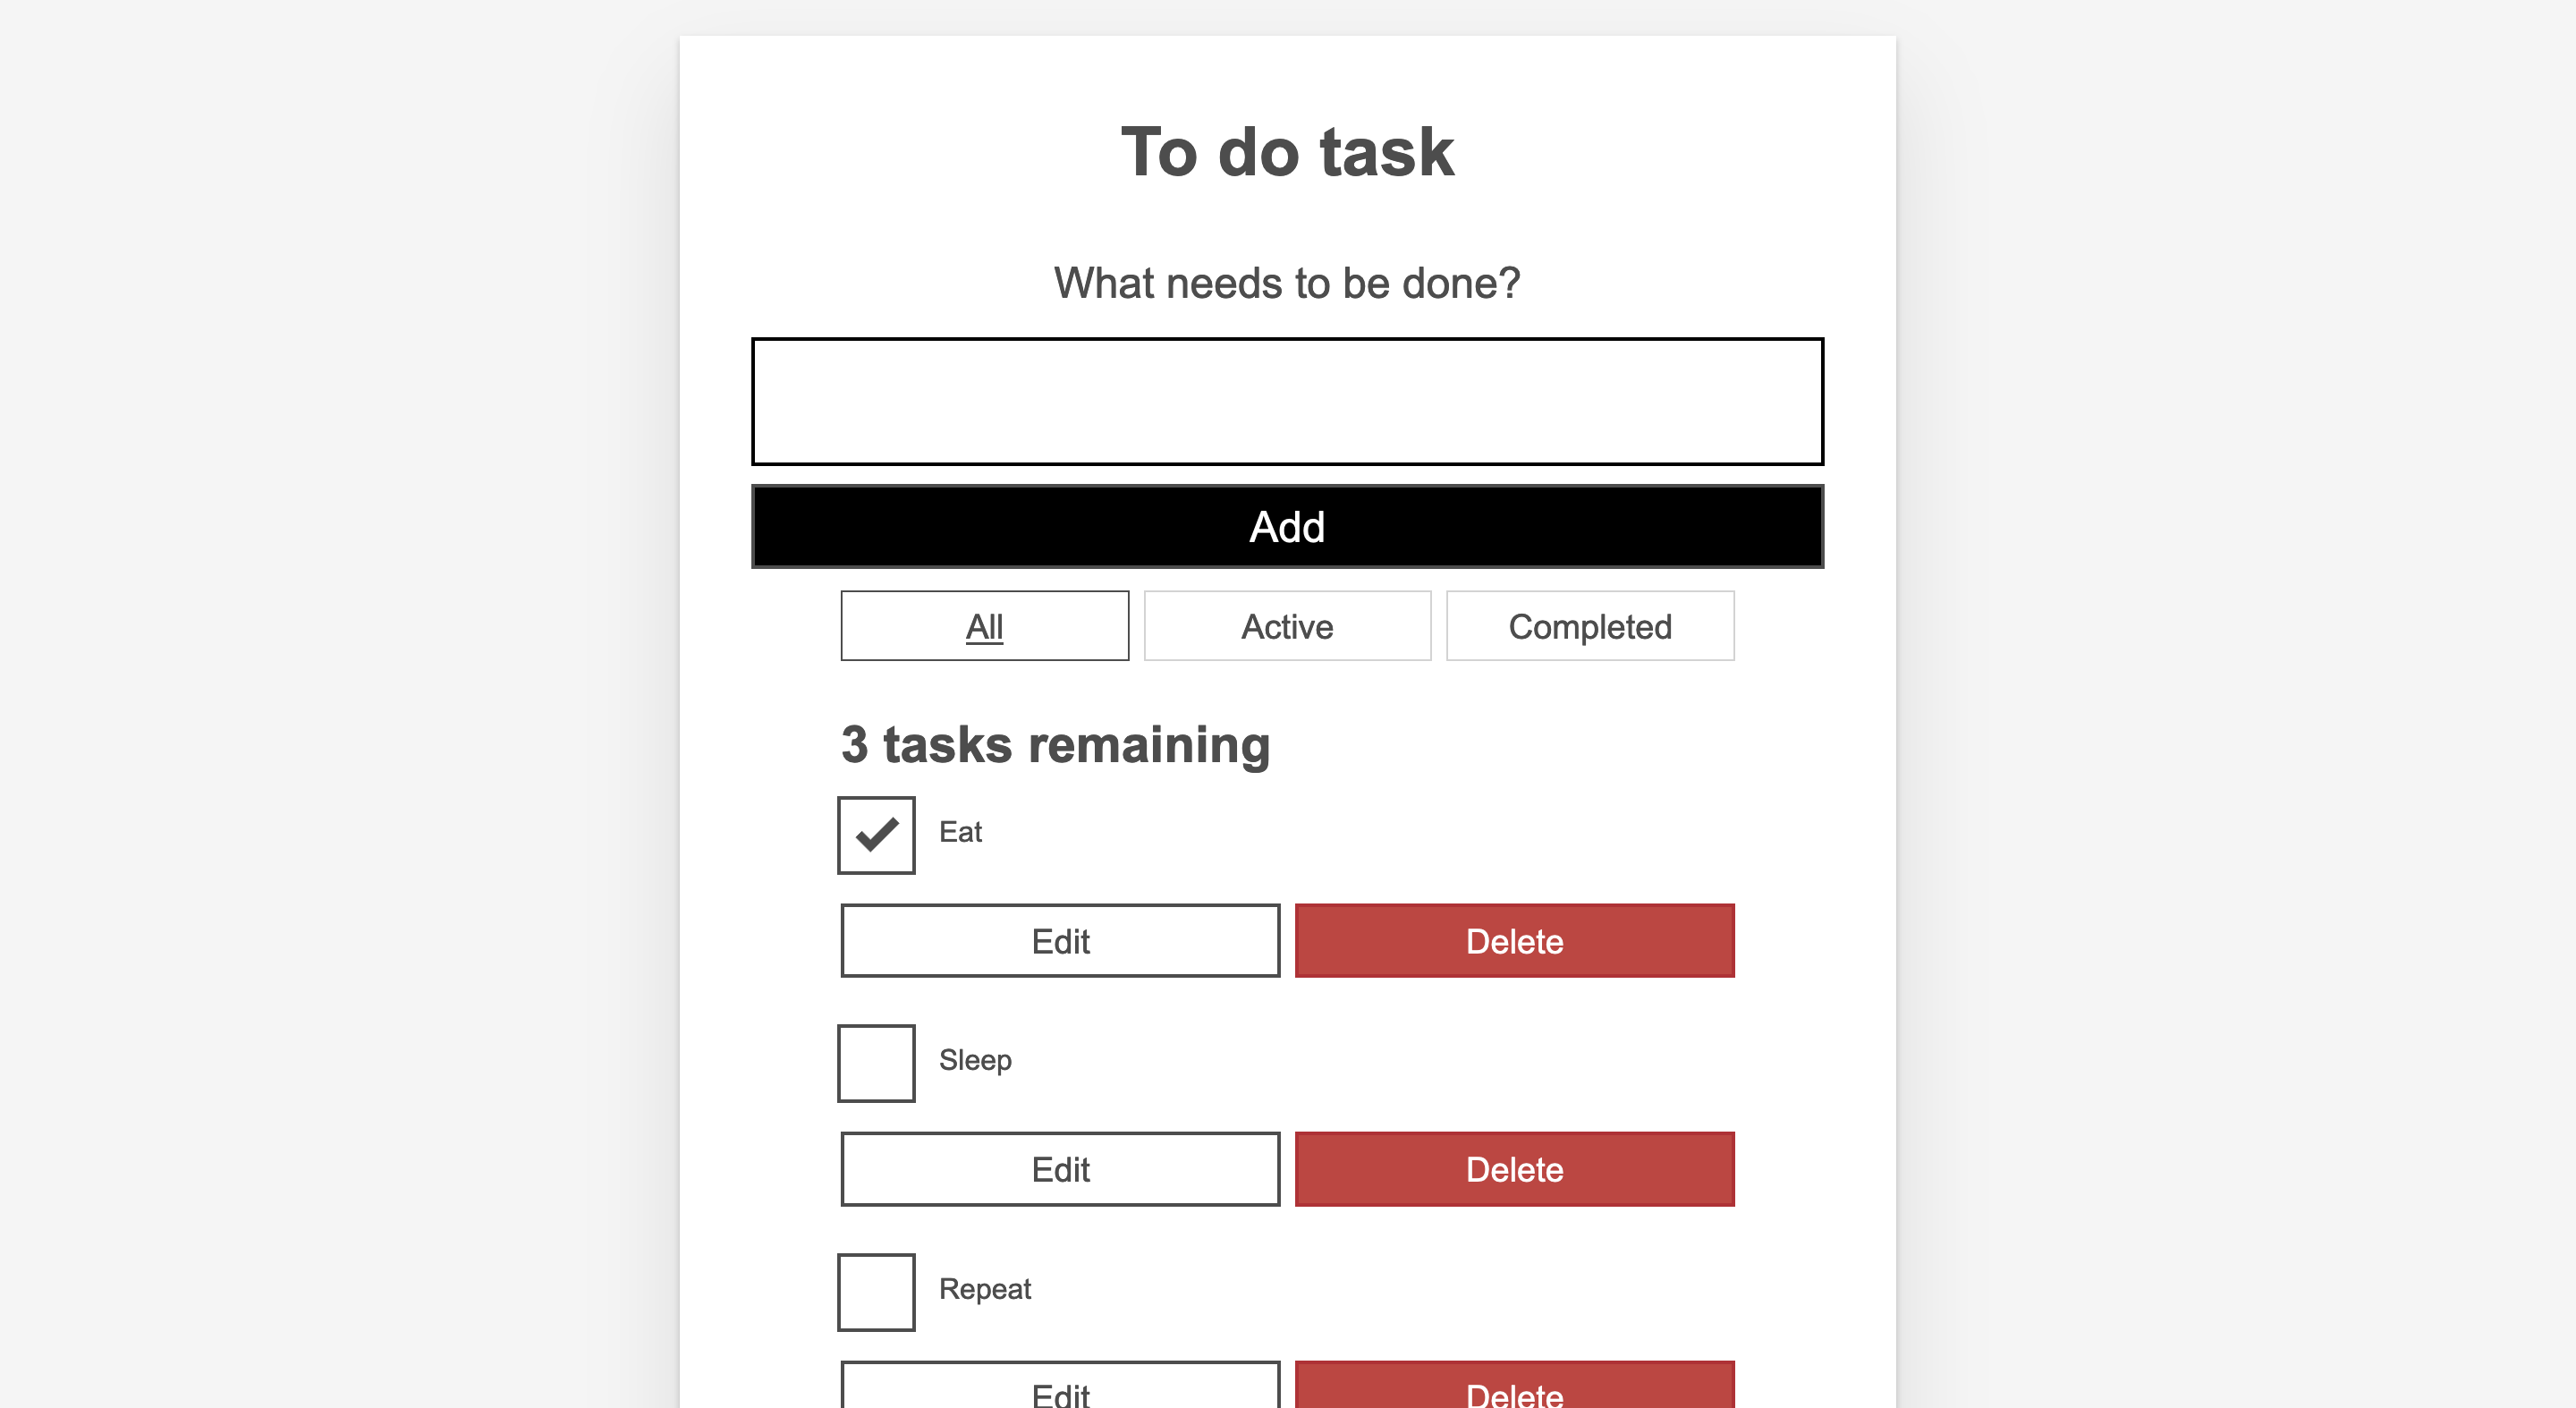 To do task
What needs to be done?
Add
All Active Completed
3 tasks remaining
Eat
Edit Delete
Sleep
Edit Delete
Repeat
Edit Delete